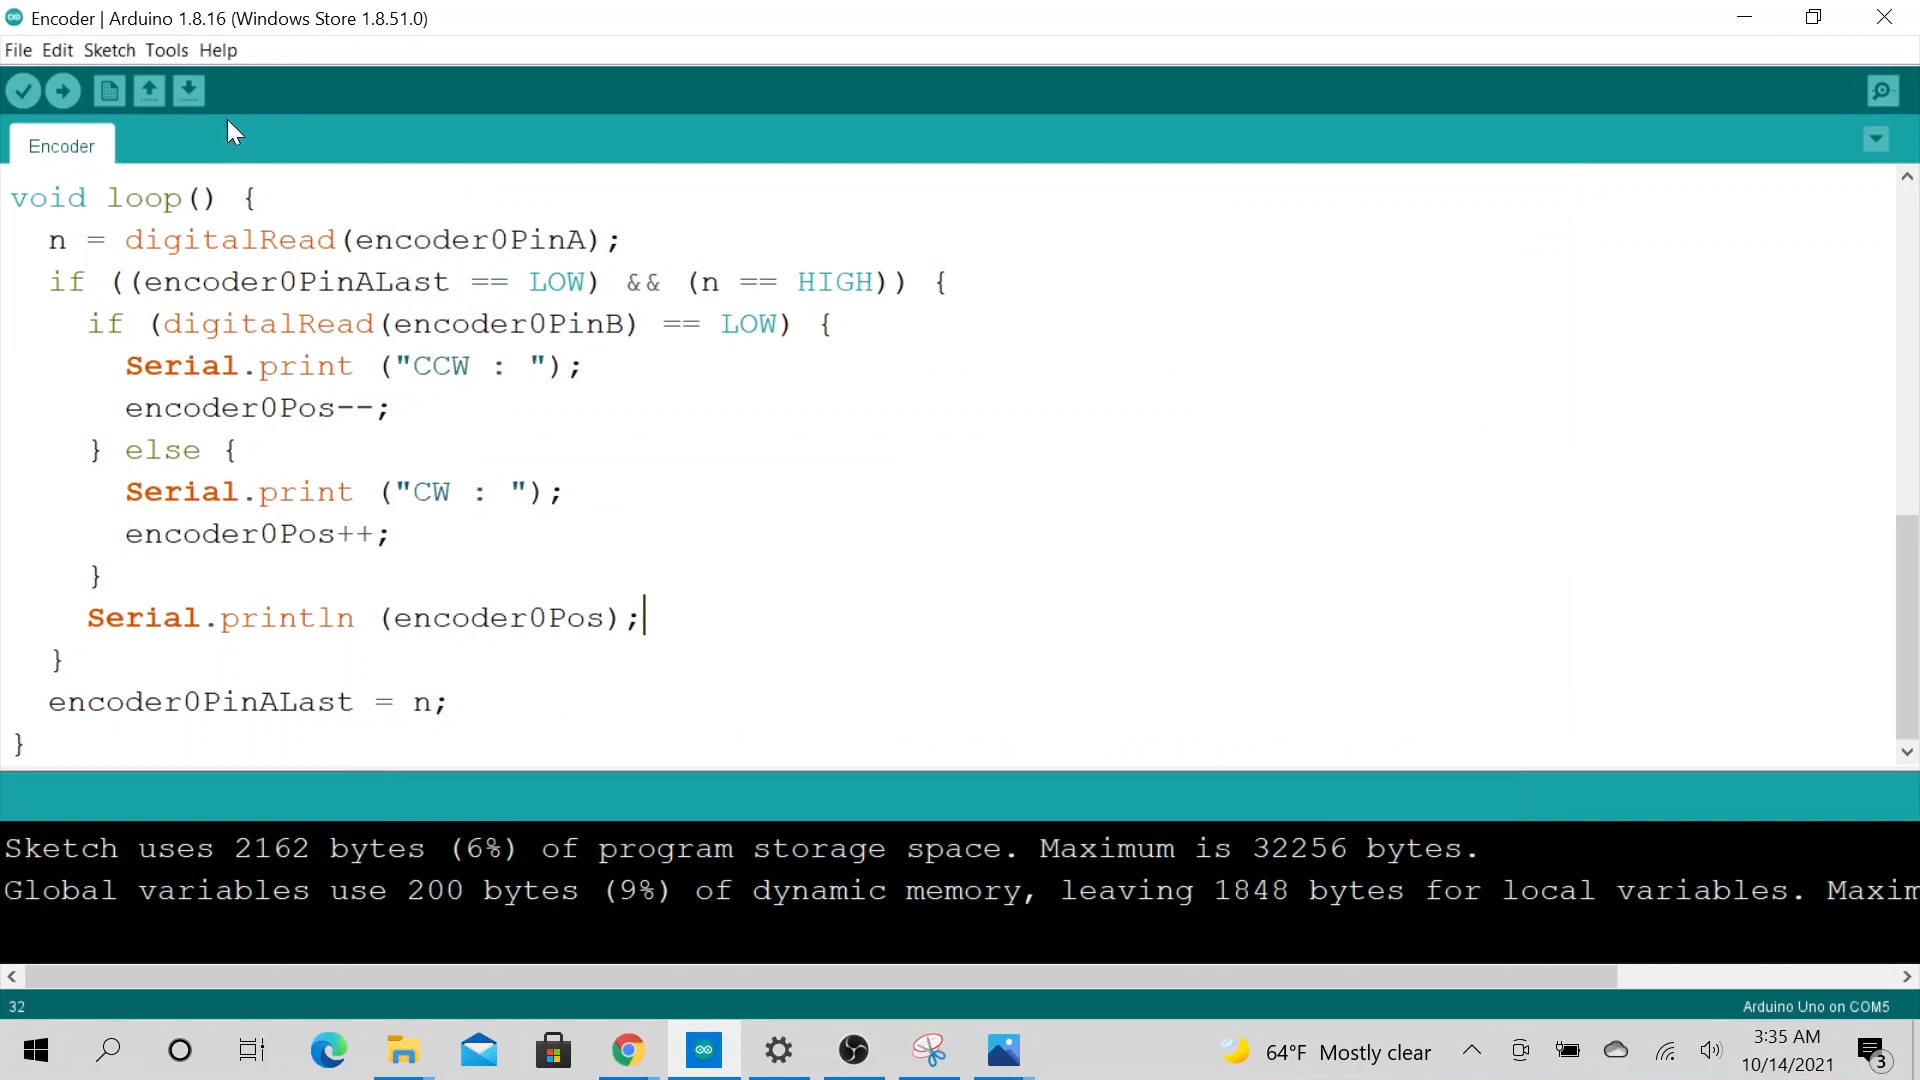 Encoder | Arduino 1.8.16 (Windows Store 1.8.51.0)
File Edit Sketch Tools Help
Encoder
void loop() {
  n = digitalRead(encoder0PinA);
  if ((encoder0PinALast == LOW) && (n == HIGH)) {
    if (digitalRead(encoder0PinB) == LOW) {
      Serial.print ("CCW : ");
      encoder0Pos--;
    } else {
      Serial.print ("CW : ");
      encoder0Pos++;
    }
    Serial.println (encoder0Pos);
  }
  encoder0PinALast = n;
}
Sketch uses 2162 bytes (6%) of program storage space. Maximum is 32256 bytes.
Global variables use 200 bytes (9%) of dynamic memory, leaving 1848 bytes for local variables. Maxim
32
Arduino Uno on COM5
64°F Mostly clear
3:35 AM
10/14/2021
3